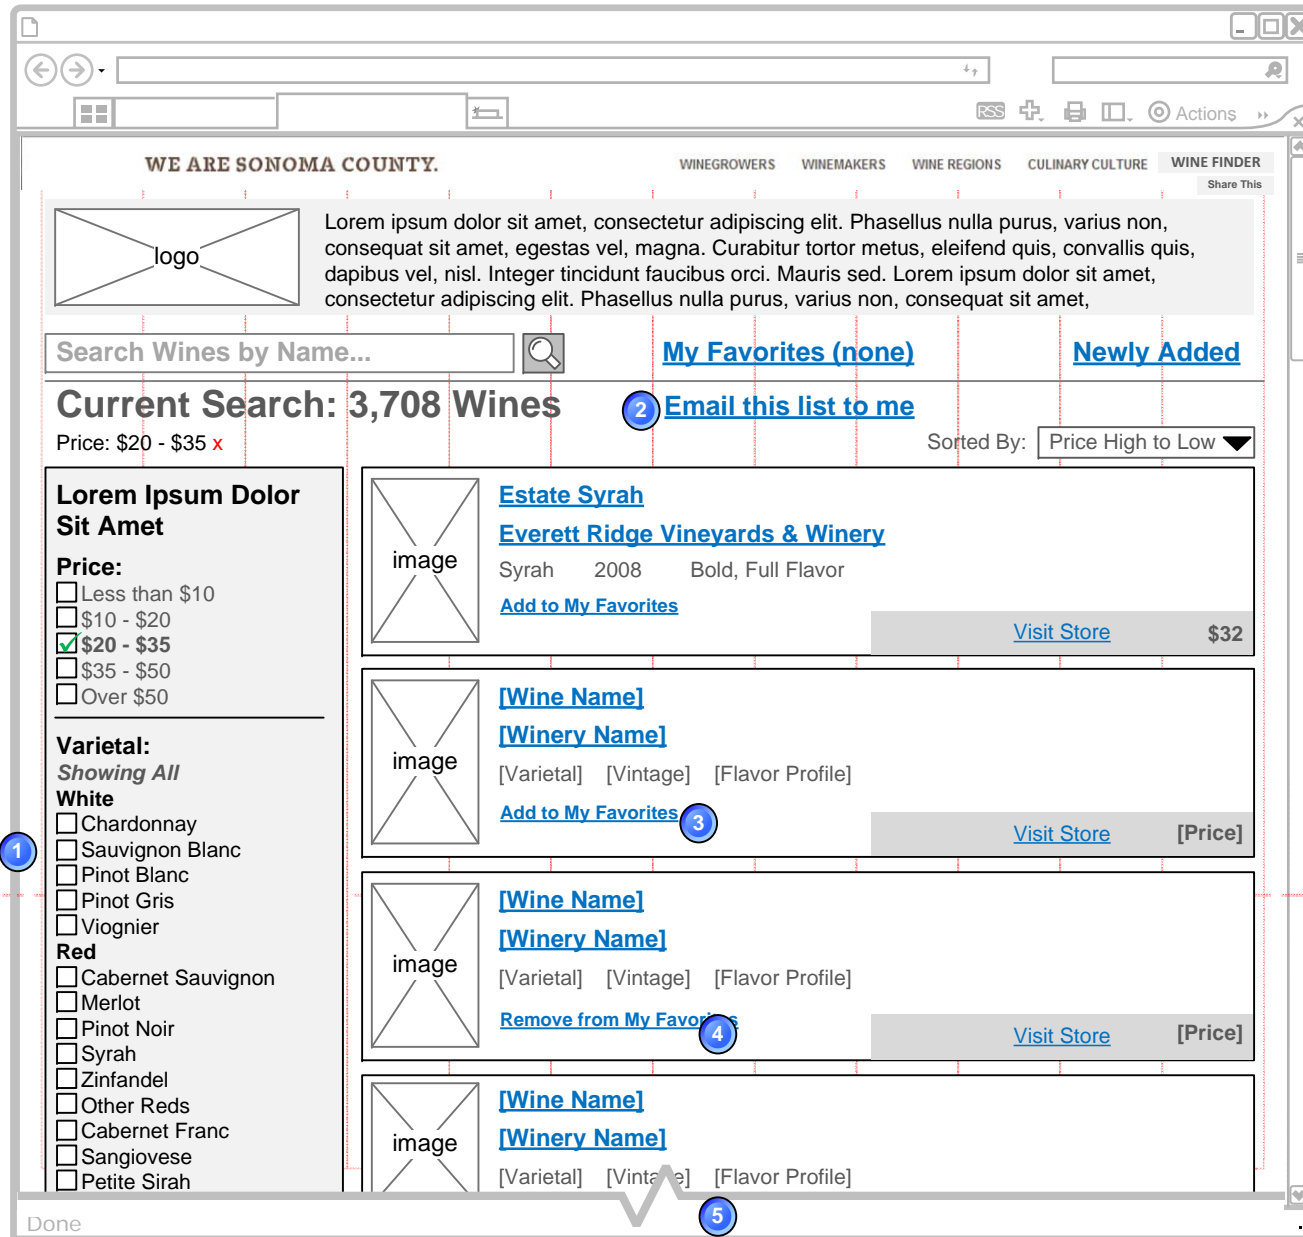 RSS
Actions
WE ARE SONOMA COUNTY.
WINEGROWERS WINEMAKERS WINE REGIONS CULINARY CULTURE WINE FINDER
Share This
logo
Lorem ipsum dolor sit amet, consectetur adipiscing elit. Phasellus nulla purus, varius non,
consequat sit amet, egestas vel, magna. Curabitur tortor metus, eleifend quis, convallis quis,
dapibus vel, nisl. Integer tincidunt faucibus orci. Mauris sed. Lorem ipsum dolor sit amet,
consectetur adipiscing elit. Phasellus nulla purus, varius non, consequat sit amet,
Search Wines by Name...
My Favorites (none)
Newly Added
Current Search: 3,708 Wines
2
Email this list to me
Price: $20 - $35 x
Sorted By: Price High to Low
Lorem Ipsum Dolor
Sit Amet
Price:
Less than $10
$10 - $20
$20 - $35
$35 - $50
Over $50
Varietal:
Showing All
White
Chardonnay
1
Sauvignon Blanc
Pinot Blanc
Pinot Gris
Viognier
Red
Cabernet Sauvignon
Merlot
Pinot Noir
Syrah
Zinfandel
Other Reds
Cabernet Franc
Sangiovese
Petite Sirah
image
Estate Syrah
Everett Ridge Vineyards & Winery
Syrah 2008 Bold, Full Flavor
Add to My Favorites
Visit Store $32
image
[Wine Name]
[Winery Name]
[Varietal] [Vintage] [Flavor Profile]
Add to My Favorites
3
Visit Store [Price]
image
[Wine Name]
[Winery Name]
[Varietal] [Vintage] [Flavor Profile]
Remove from My Favorites
4
Visit Store [Price]
image
[Wine Name]
[Winery Name]
[Varietal] [Vintage] [Flavor Profile]
5
Done